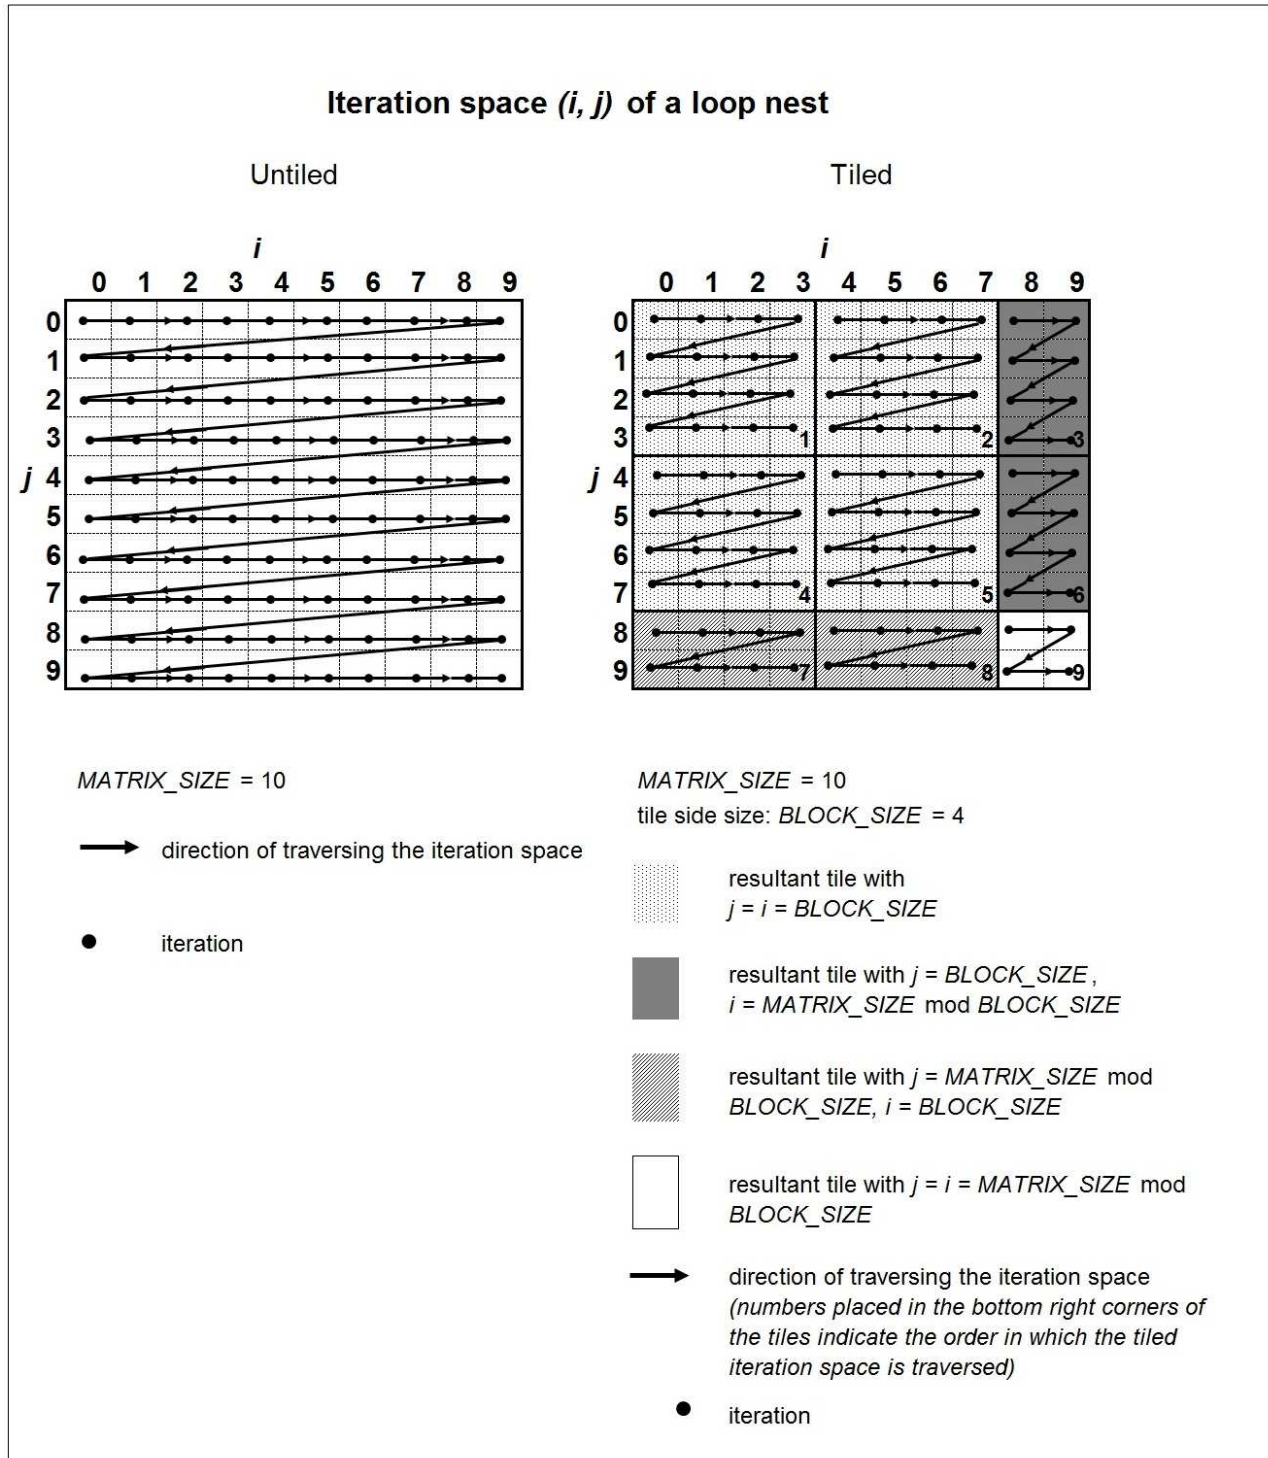 Iteration space (i, j) of a loop nest
Untiled
Tiled
i
i
0 1 2 3 4 5 6 7 8 9
0 1 2 3 4 5 6 7 8 9
0
1
2
3
j 4
5
6
7
8
9
0
1
2
3
1 2 3
j 4
5
6
7
4 5 6
8
9
7 8 9
MATRIX_SIZE = 10
direction of traversing the iteration space
iteration
MATRIX_SIZE = 10
tile side size: BLOCK_SIZE = 4
resultant tile with
j = i = BLOCK_SIZE
resultant tile with j = BLOCK_SIZE,
i = MATRIX_SIZE mod BLOCK_SIZE
resultant tile with j = MATRIX_SIZE mod
BLOCK_SIZE, i = BLOCK_SIZE
resultant tile with j = i = MATRIX_SIZE mod
BLOCK_SIZE
direction of traversing the iteration space
(numbers placed in the bottom right corners of
the tiles indicate the order in which the tiled
iteration space is traversed)
iteration